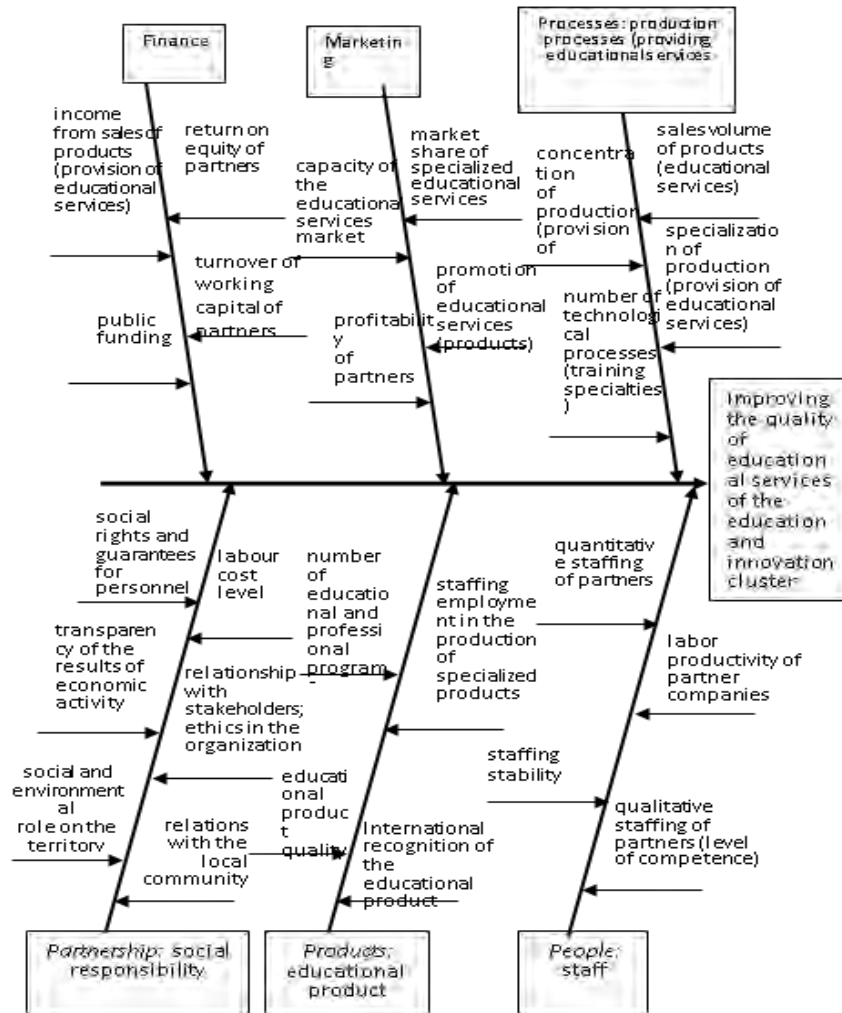 Finance
Marketin
g
Processes: production
processes (providing
educational services
income
from sales of
products
(provision of
educational
services)
return on
equity of
partners
turnover of
working
capital of
partners
public
funding
capacity of
the
educational
services
market
market
share of
specialized
educational
services
promotion
of
educational
services
(products)
profitabilit
y
of
partners
concentra
tion
of
production
(provision
of
sales volume
of products
(educational
services)
specializatio
n of
production
(provision of
educational
services)
number of
technologi
cal
processes
(training
specialties
)
Improving
the quality
of
education
al services
of the
education
and
innovation
cluster
social
rights and
guarantees
for
personnel
labour
cost level
transparen
cy of the
results of
economic
activity
relationship
with
stakeholders;
ethics in the
organization
social and
environment
al
role on the
territory
relations
with the
local
community
number
of
educatio
nal and
professi
onal
program
staffing
employme
nt in the
production
of
specialized
products
educati
onal
produc
t
quality
International
recognition of
the
educational
product
quantitativ
e staffing
of partners
labor
productivity of
partner
companies
staffing
stability
qualitative
staffing of
partners (level
of competence)
Partnership: social
responsibility
Products:
educational
product
People:
staff